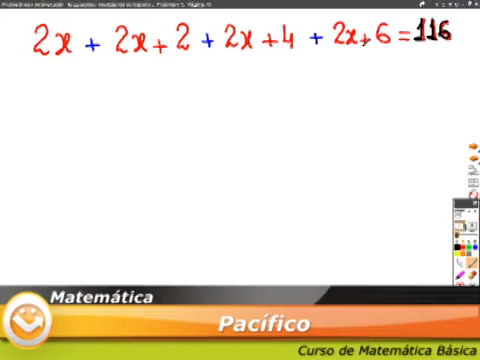 2x + 2x + 2 + 2x + 4 + 2x + 6 = 116
Matemática
Pacífico
Curso de Matemática Básica